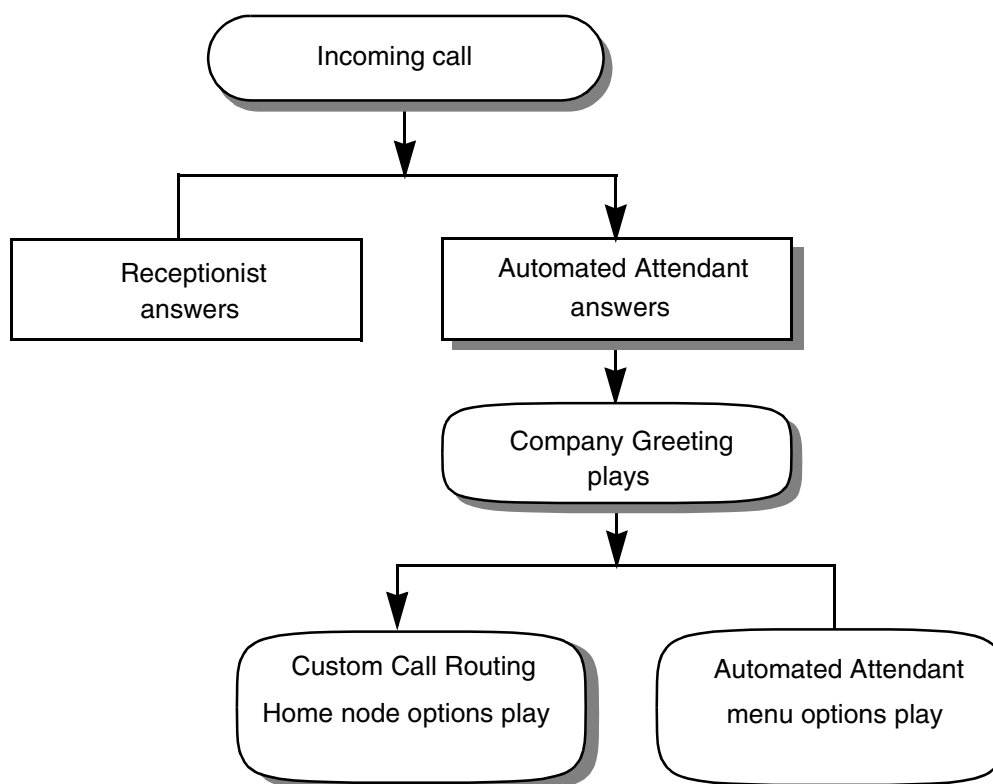 Incoming call
Receptionist
answers
Automated Attendant
answers
Company Greeting
plays
Custom Call Routing
Home node options play
Automated Attendant
menu options play